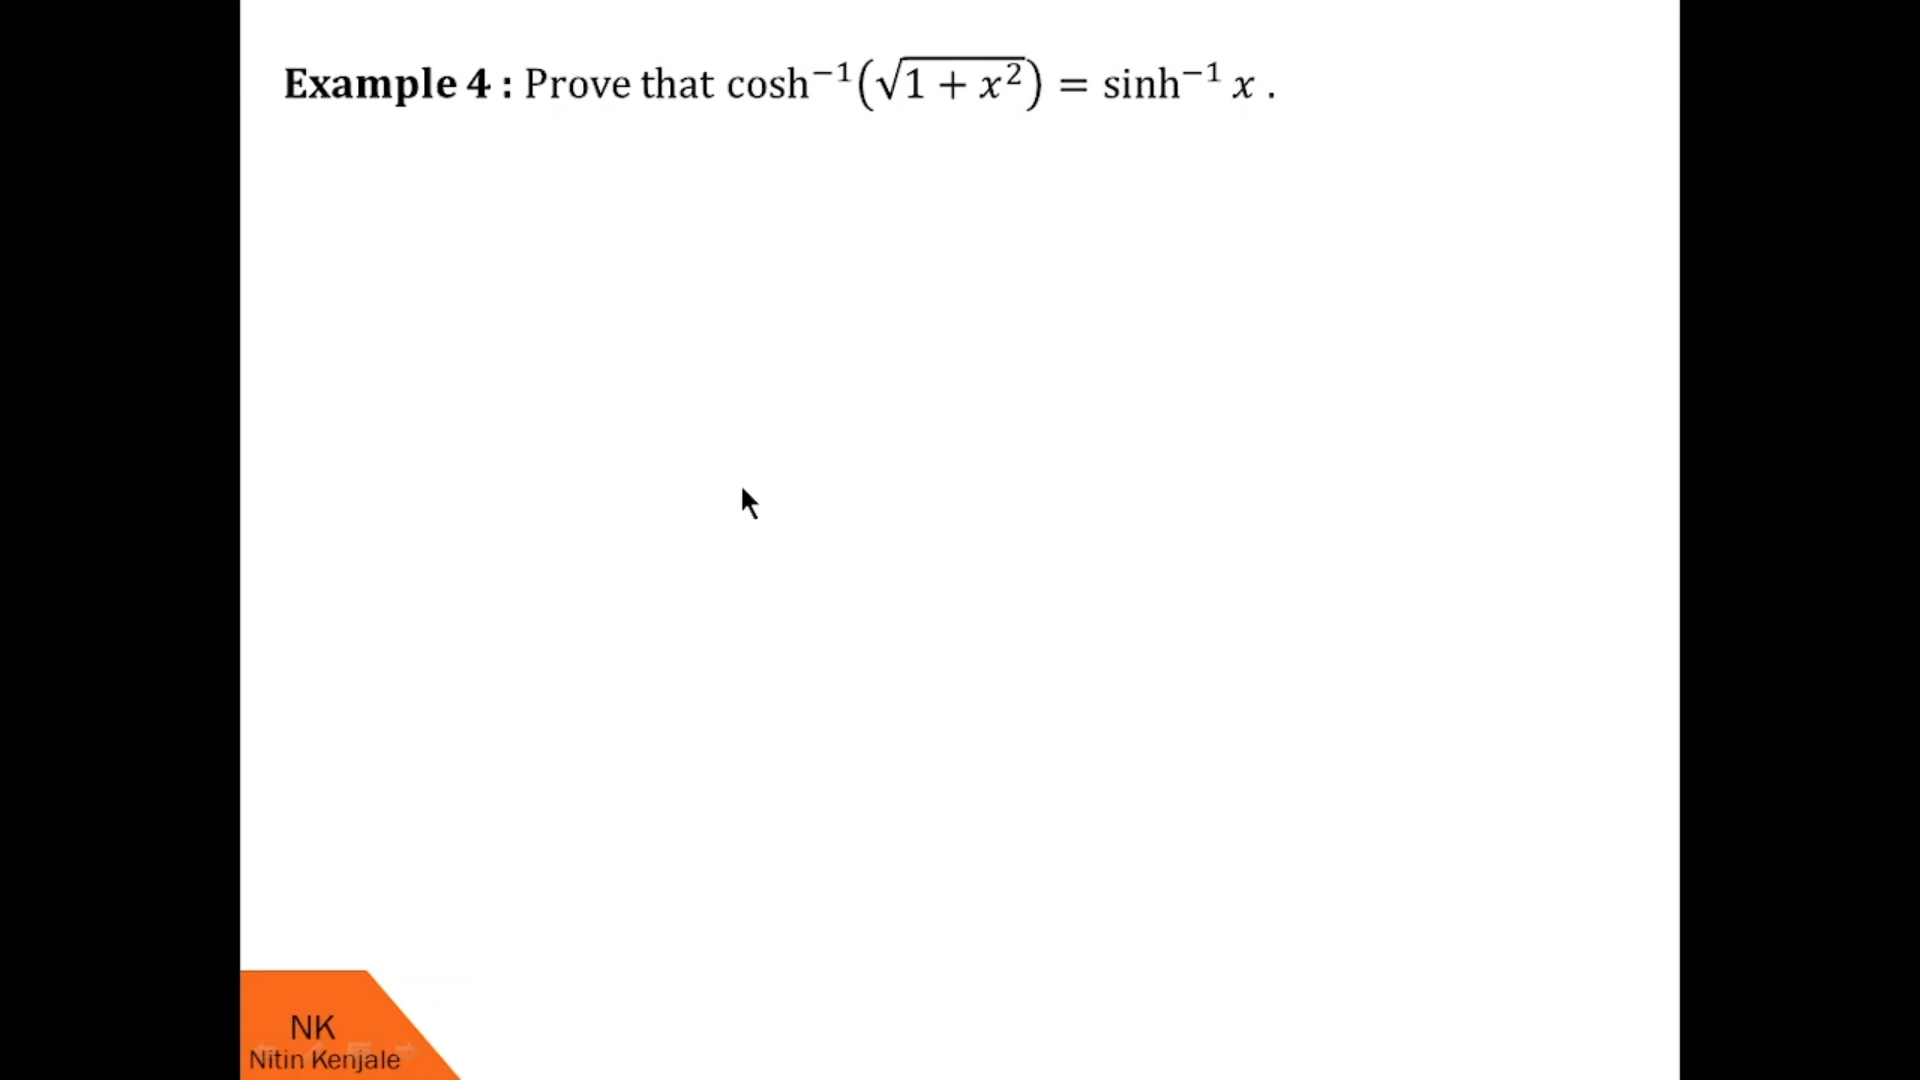 Example 4 : Prove that cosh⁻¹(√(1 + x²)) = sinh⁻¹ x .
NK
Nitin Kenjale